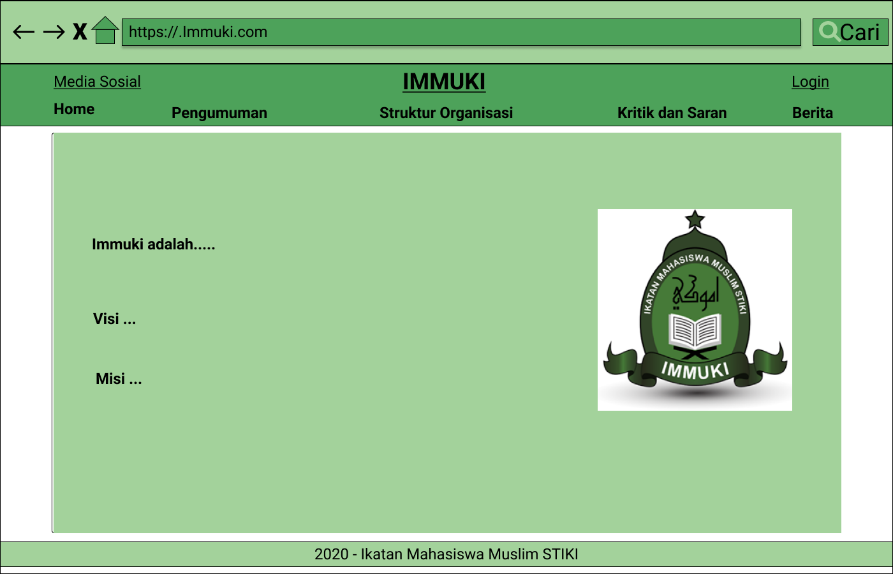 ← → X https://.Immuki.com Cari
Media Sosial IMMUKI Login
Home Pengumuman Struktur Organisasi Kritik dan Saran Berita
Immuki adalah.....
Visi ...
Misi ...
IKATAN MAHASISWA MUSLIM STIKI
IMMUKI
2020 - Ikatan Mahasiswa Muslim STIKI